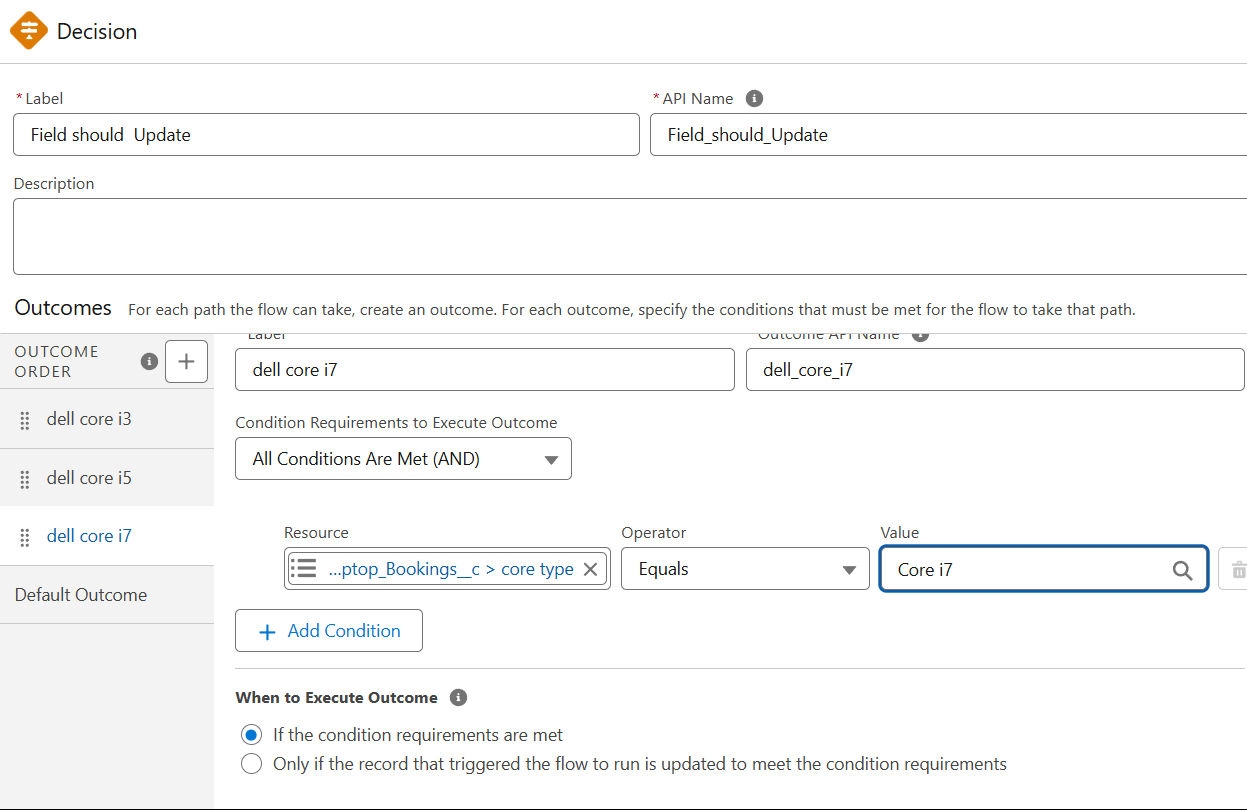 Decision
* Label
* API Name
Field should  Update
Field_should_Update
Description
Outcomes For each path the flow can take, create an outcome. For each outcome, specify the conditions that must be met for the flow to take that path.
OUTCOME
ORDER
Label
Outcome API Name
dell core i7
dell_core_i7
dell core i3
dell core i5
dell core i7
Default Outcome
Condition Requirements to Execute Outcome
All Conditions Are Met (AND)
Resource
Operator
Value
...ptop_Bookings__c > core type
Equals
Core i7
+ Add Condition
When to Execute Outcome
If the condition requirements are met
Only if the record that triggered the flow to run is updated to meet the condition requirements